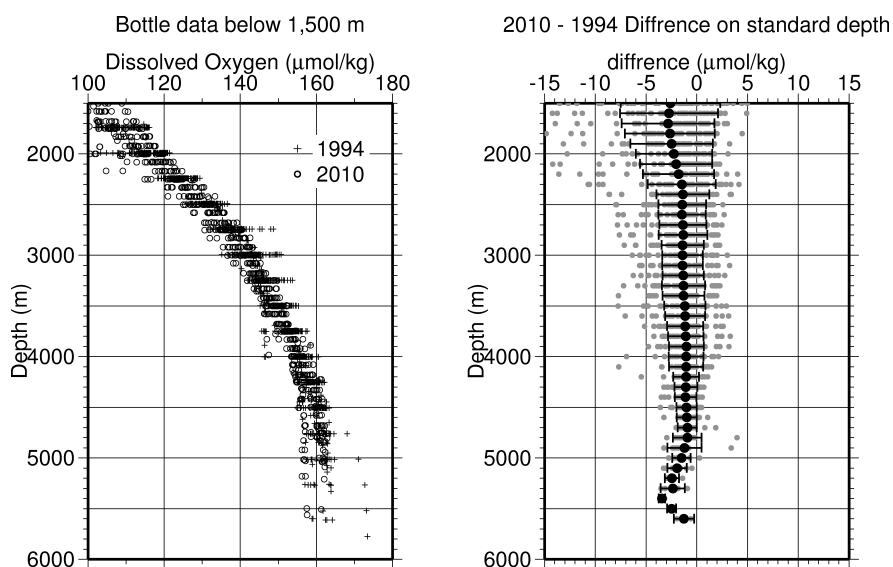 Bottle data below 1,500 m
Dissolved Oxygen (µmol/kg)
100 120 140 160 180
2000
3000
4000
5000
6000
Depth (m)
+ 1994
o 2010
2010 - 1994 Diffrence on standard depth
diffrence (µmol/kg)
-15 -10 -5 0 5 10 15
2000
3000
4000
5000
6000
Depth (m)